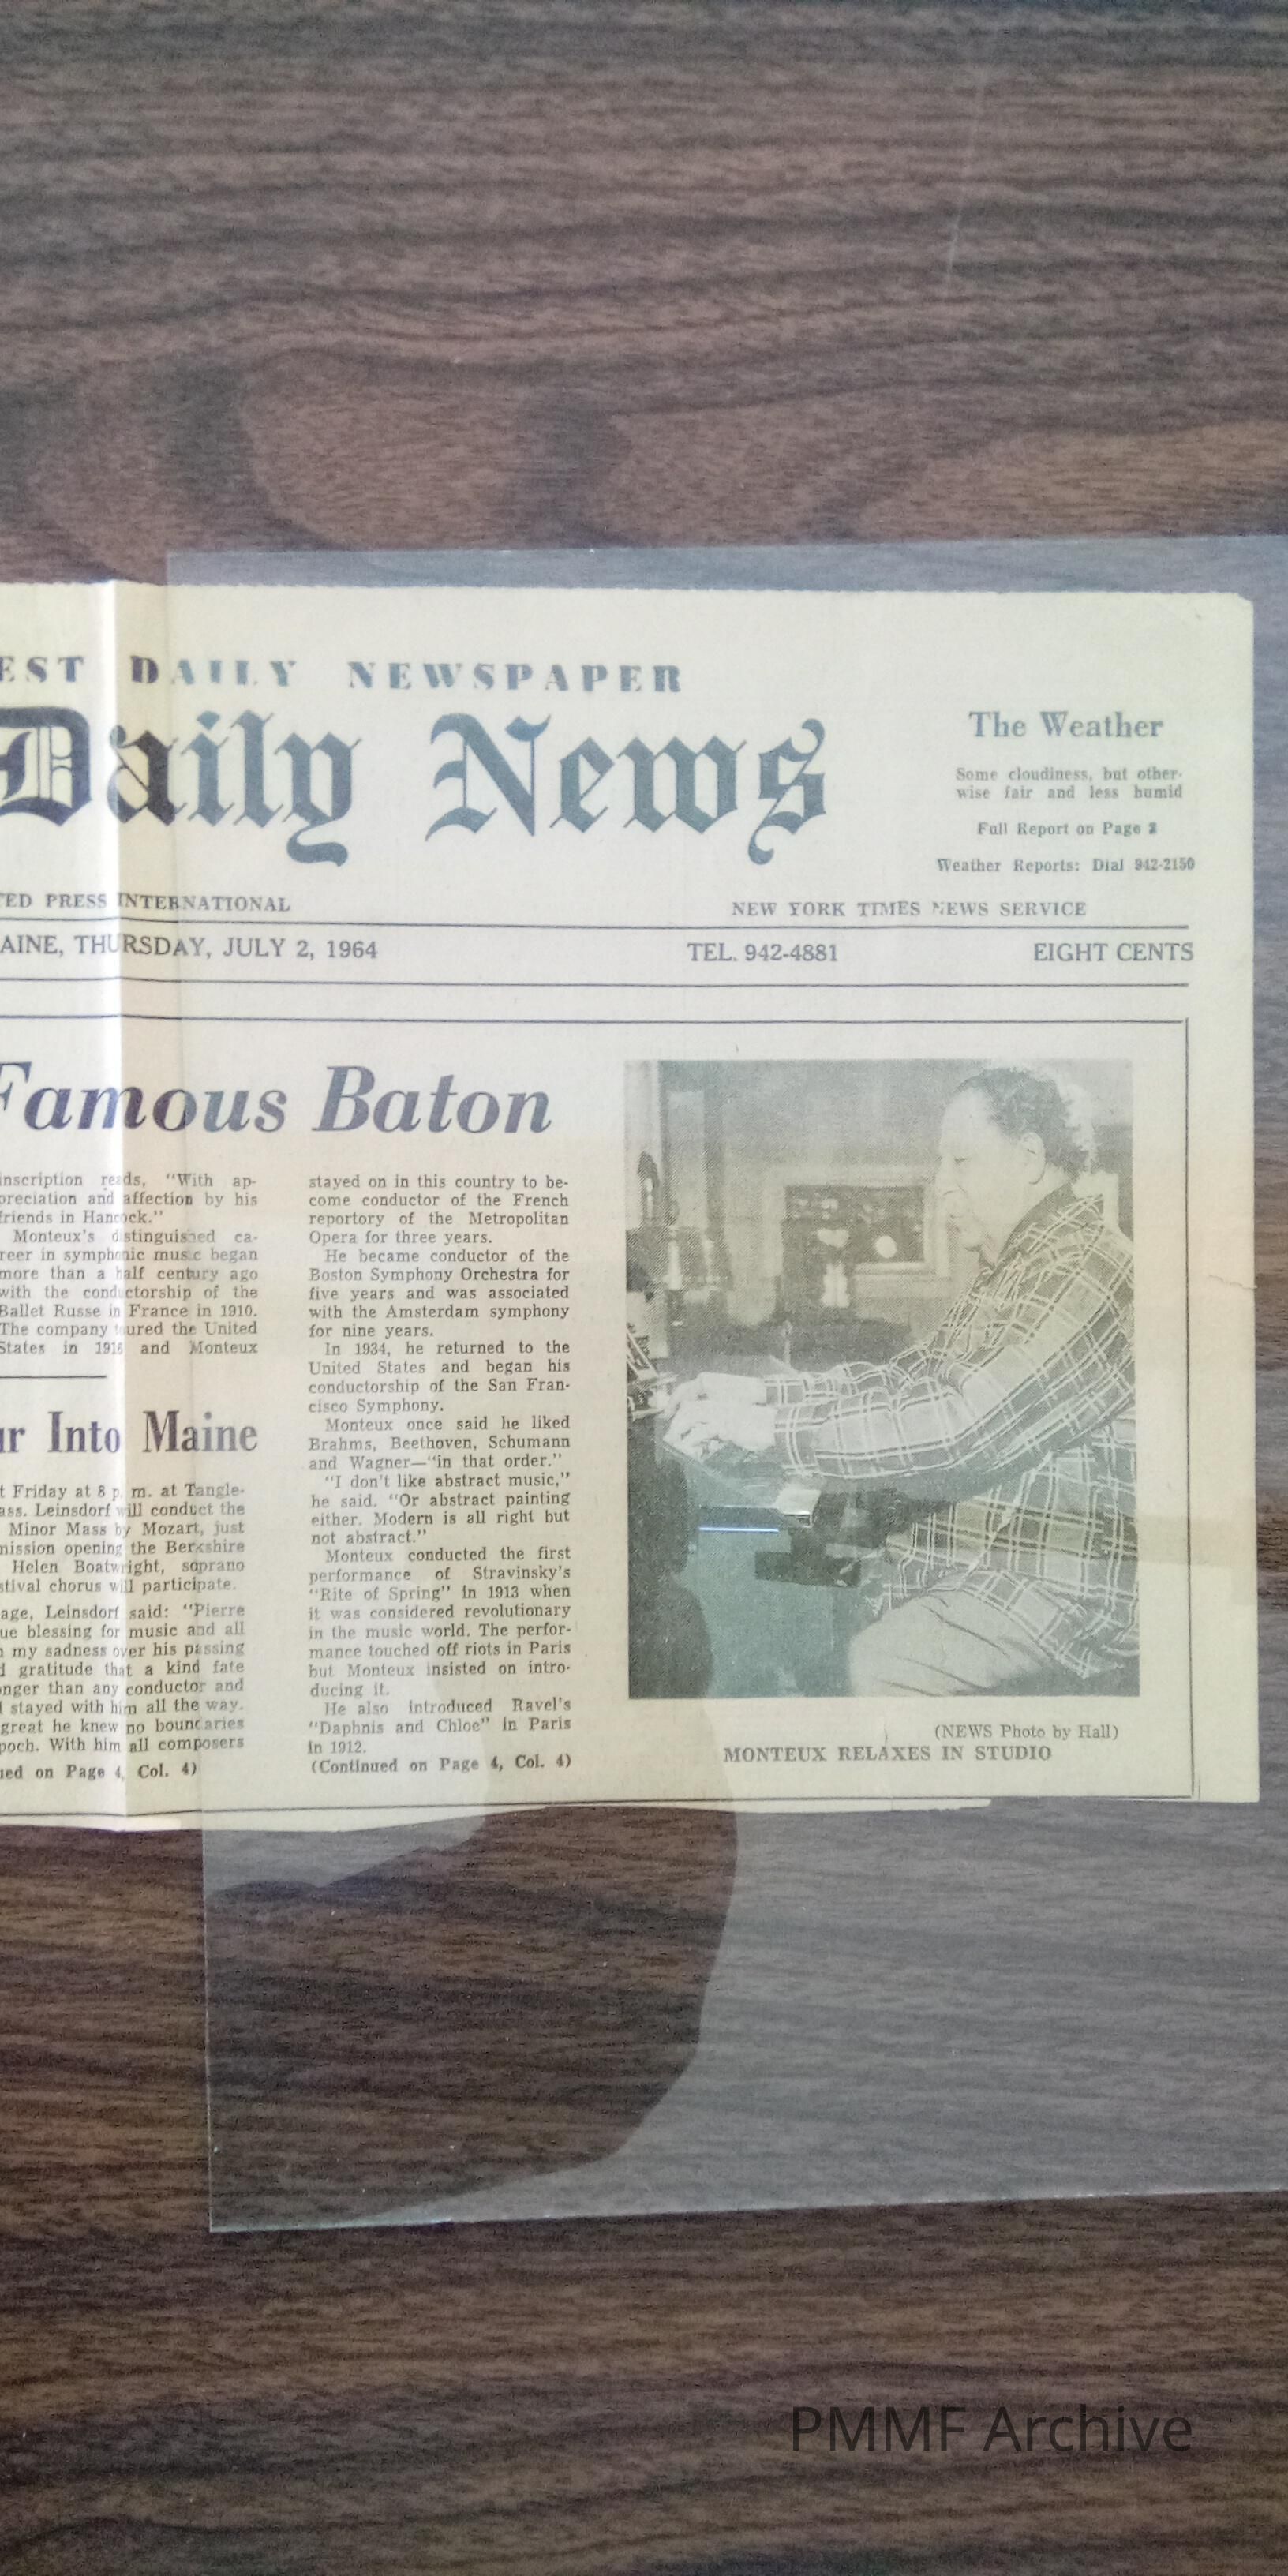 EST DAILY NEWSPAPER
Daily News
The Weather
Some cloudiness, but other-
wise fair and less humid
Full Report on Page 2
Weather Reports: Dial 942-2150
TED PRESS INTERNATIONAL
NEW YORK TIMES NEWS SERVICE
AINE, THURSDAY, JULY 2, 1964
TEL. 942-4881
EIGHT CENTS
Famous Baton
inscription reads, "With ap-
preciation and affection by his
friends in Hancock."
Monteux's distinguished ca-
reer in symphonic music began
more than a half century ago
with the conductorship of the
Ballet Russe in France in 1910.
The company toured the United
States in 1916 and Monteux
stayed on in this country to be-
come conductor of the French
reportory of the Metropolitan
Opera for three years.
He became conductor of the
Boston Symphony Orchestra for
five years and was associated
with the Amsterdam symphony
for nine years.
In 1934, he returned to the
United States and began his
conductorship of the San Fran-
cisco Symphony.
Monteux once said he liked
Brahms, Beethoven, Schumann
and Wagner—"in that order."
"I don't like abstract music,"
he said. "Or abstract painting
either. Modern is all right but
not abstract."
Monteux conducted the first
performance of Stravinsky's
"Rite of Spring" in 1913 when
it was considered revolutionary
in the music world. The perfor-
mance touched off riots in Paris
but Monteux insisted on intro-
ducing it.
He also introduced Ravel's
"Daphnis and Chloe" in Paris
in 1912.
(Continued on Page 4, Col. 4)
ur Into Maine
t Friday at 8 p. m. at Tangle-
ass. Leinsdorf will conduct the
Minor Mass by Mozart, just
mission opening the Berkshire
Helen Boatwright, soprano
stival chorus will participate.
age, Leinsdorf said: "Pierre
ue blessing for music and all
n my sadness over his passing
d gratitude that a kind fate
onger than any conductor and
l stayed with him all the way.
great he knew no boundaries
poch. With him all composers
ued on Page 4, Col. 4)
(NEWS Photo by Hall)
MONTEUX RELAXES IN STUDIO
PMMF Archive